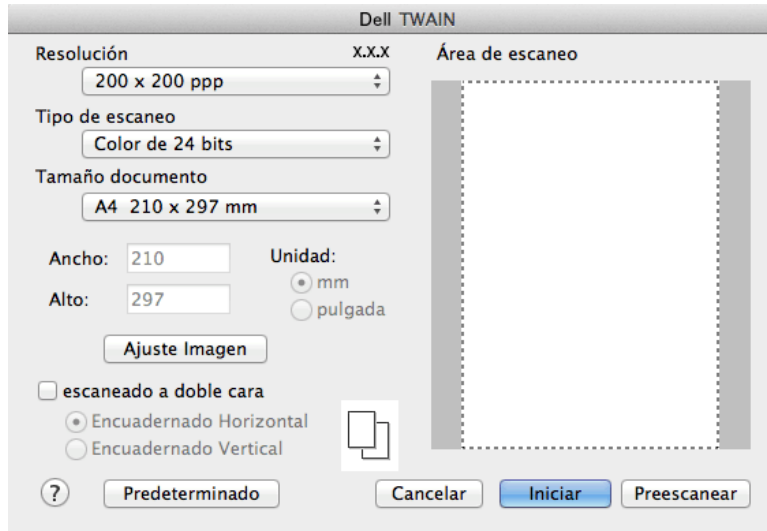 Dell TWAIN
Resolución X.X.X
200 x 200 ppp
Tipo de escaneo
Color de 24 bits
Tamaño documento
A4 210 x 297 mm
Ancho: 210
Alto: 297
Unidad:
mm
pulgada
Ajuste Imagen
escaneado a doble cara
Encuadernado Horizontal
Encuadernado Vertical
Área de escaneo
? Predeterminado Cancelar Iniciar Preescanear